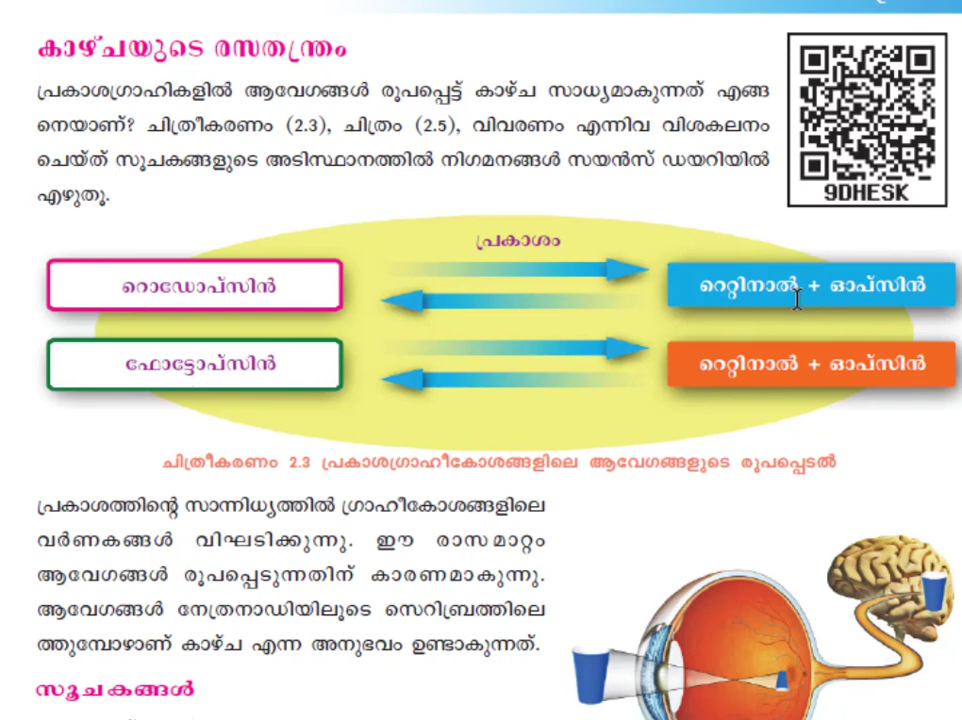 കാഴ്ചയുടെ രസതന്ത്രം
പ്രകാശഗ്രാഹികളിൽ ആവേഗങ്ങൾ രൂപപ്പെട്ട് കാഴ്ച സാധ്യമാകുന്നത് എങ്ങ
നെയാണ്? ചിത്രീകരണം (2.3), ചിത്രം (2.5), വിവരണം എന്നിവ വിശകലനം
ചെയ്ത് സൂചകങ്ങളുടെ അടിസ്ഥാനത്തിൽ നിഗമനങ്ങൾ സയൻസ് ഡയറിയിൽ
എഴുതൂ.
9DHESK
പ്രകാശം
റൊഡോപ്സിൻ
റെറ്റിനാൽ + ഓപ്സിൻ
ഫോട്ടോപ്സിൻ
റെറ്റിനാൽ + ഓപ്സിൻ
ചിത്രീകരണം 2.3 പ്രകാശഗ്രാഹീകോശങ്ങളിലെ ആവേഗങ്ങളുടെ രൂപപ്പെടൽ
പ്രകാശത്തിന്റെ സാന്നിധ്യത്തിൽ ഗ്രാഹീകോശങ്ങളിലെ
വർണകങ്ങൾ വിഘടിക്കുന്നു. ഈ രാസമാറ്റം
ആവേഗങ്ങൾ രൂപപ്പെടുന്നതിന് കാരണമാകുന്നു.
ആവേഗങ്ങൾ നേത്രനാഡിയിലൂടെ സെറിബ്രത്തിലെ
ത്തുമ്പോഴാണ് കാഴ്ച എന്ന അനുഭവം ഉണ്ടാകുന്നത്.
സൂചകങ്ങൾ